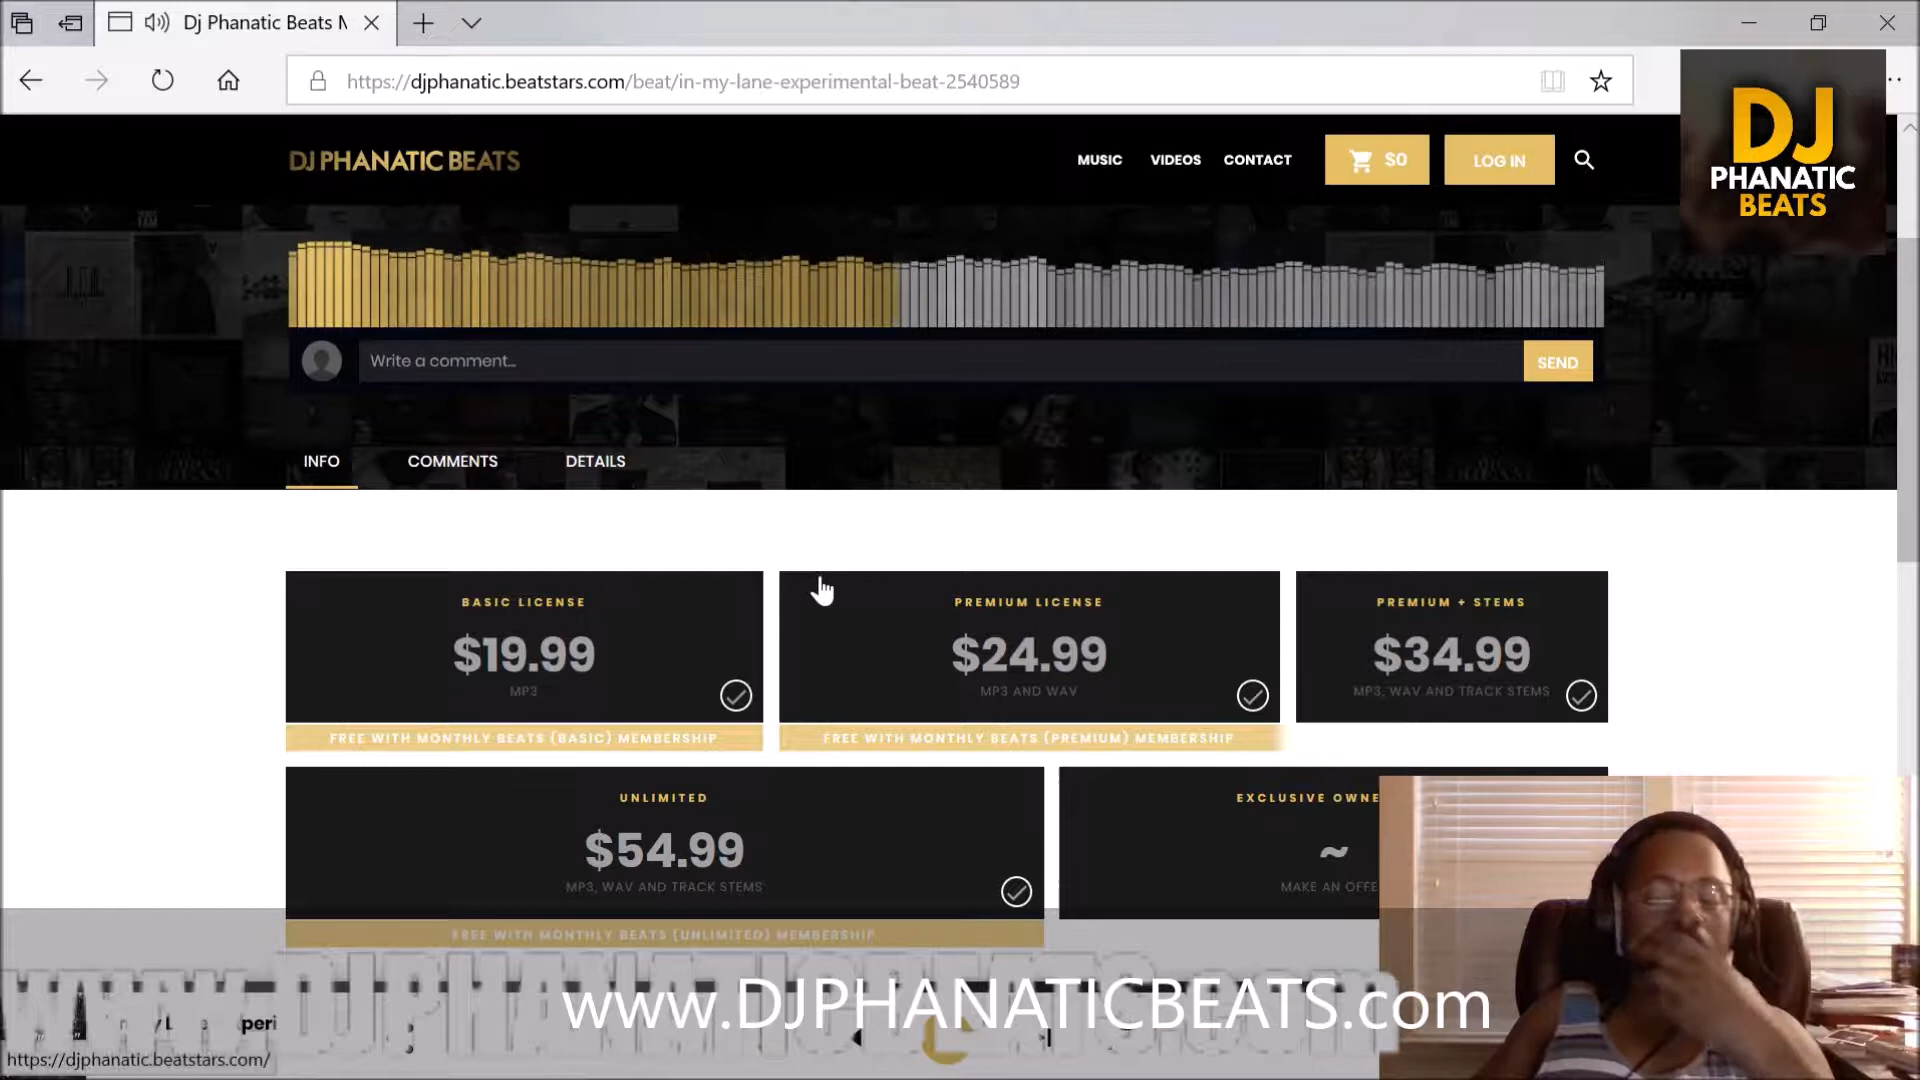 Dj Phanatic Beats M
https://djphanatic.beatstars.com/beat/in-my-lane-experimental-beat-2540589
DJ PHANATIC BEATS
MUSIC VIDEOS CONTACT $0 LOG IN
DJ
PHANATIC
BEATS
Write a comment...
SEND
INFO COMMENTS DETAILS
BASIC LICENSE
$19.99
MP3
FREE WITH MONTHLY BEATS (BASIC) MEMBERSHIP
PREMIUM LICENSE
$24.99
MP3 AND WAV
FREE WITH MONTHLY BEATS (PREMIUM) MEMBERSHIP
PREMIUM + STEMS
$34.99
MP3, WAV AND TRACK STEMS
UNLIMITED
$54.99
MP3, WAV AND TRACK STEMS
FREE WITH MONTHLY BEATS (UNLIMITED) MEMBERSHIP
EXCLUSIVE OWNE
~
MAKE AN OFFE
www.DJPHANATICBEATS.com
www.DJPHANATICBEATS.com
https://djphanatic.beatstars.com/